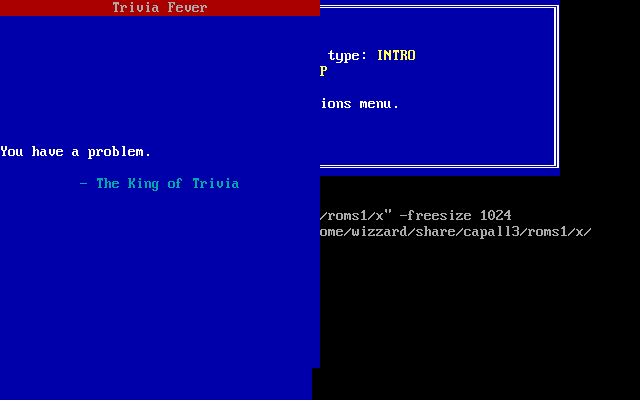 Trivia Fever
type: INTRO
P
ions menu.
You have a problem.
- The King of Trivia
/roms1/x" -freesize 1024
ome/wizzard/share/capall3/roms1/x/